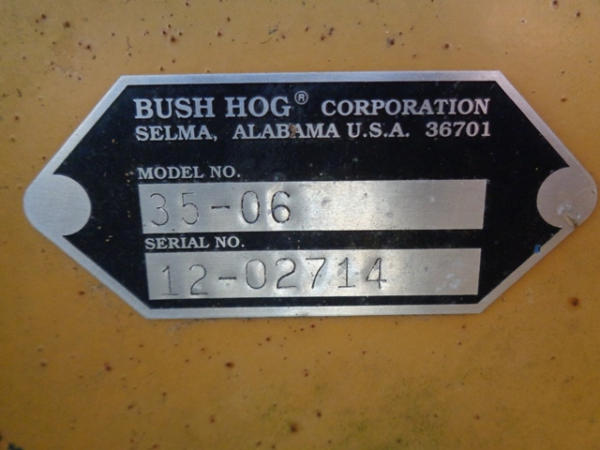 BUSH HOG® CORPORATION
SELMA, ALABAMA U.S.A. 36701
MODEL NO.
35-06
SERIAL NO.
12-02714